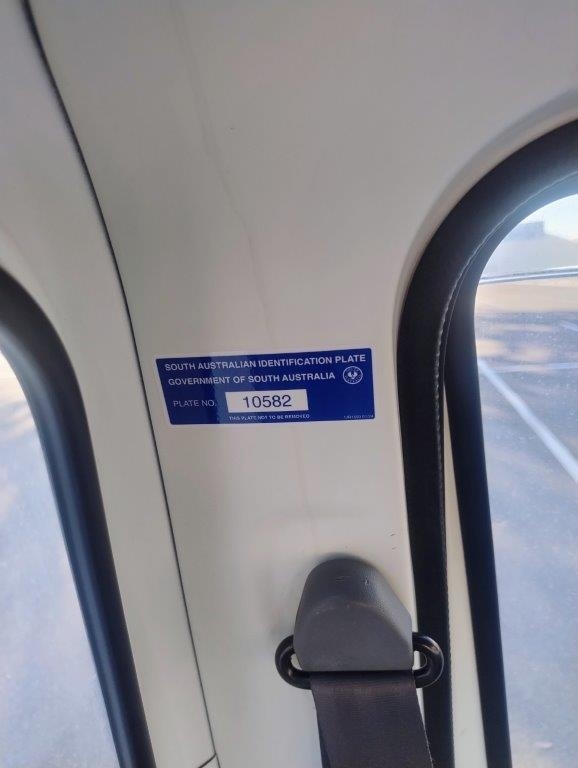 SOUTH AUSTRALIAN IDENTIFICATION PLATE
GOVERNMENT OF SOUTH AUSTRALIA
PLATE NO. 10582
THIS PLATE NOT TO BE REMOVED